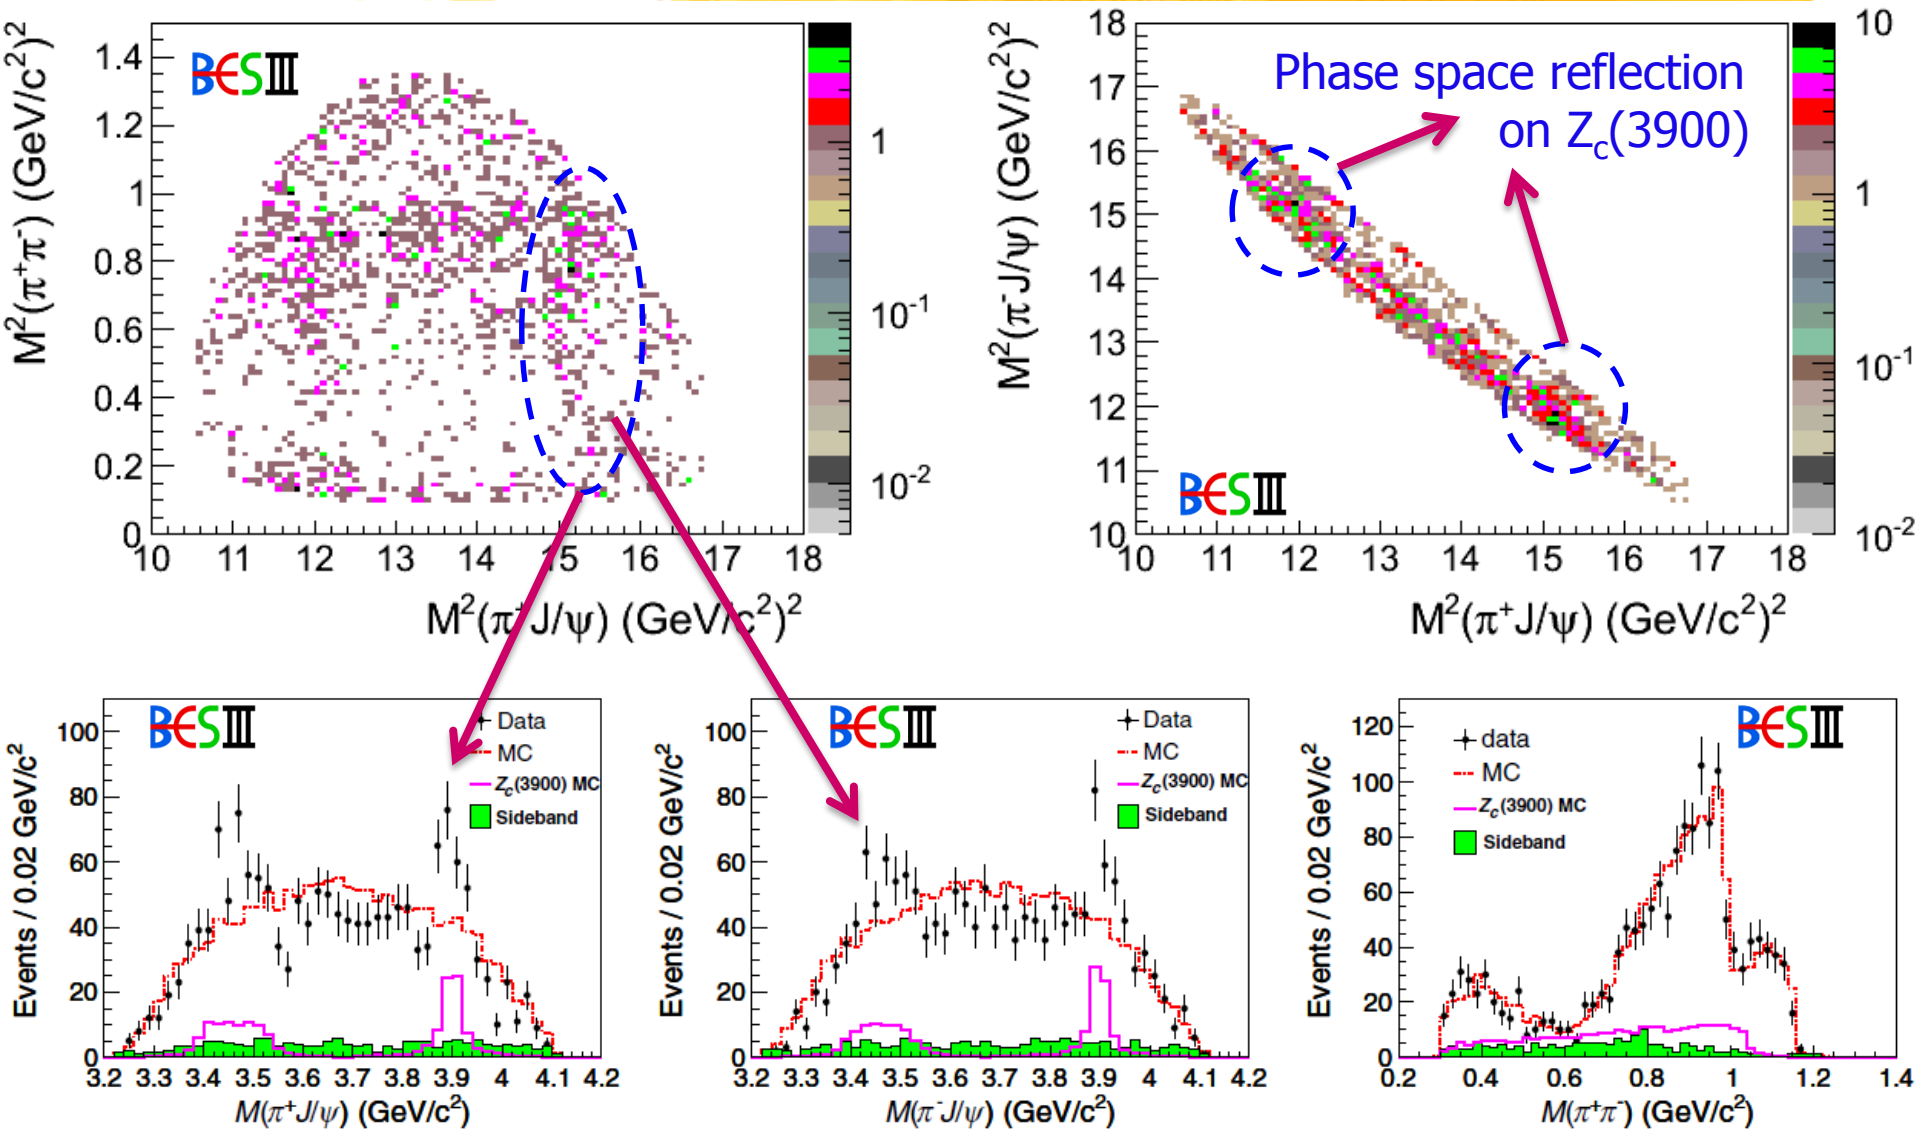 BESIII
M²(π⁺π⁻) (GeV/c²)²
1.4
1.2
1
0.8
0.6
0.4
0.2
0
10 11 12 13 14 15 16 17 18
M²(π⁺J/ψ) (GeV/c²)²
1
10⁻¹
10⁻²
Phase space reflection
on Z_c(3900)
BESIII
M²(π⁻J/ψ) (GeV/c²)²
18
17
16
15
14
13
12
11
10
10 11 12 13 14 15 16 17 18
M²(π⁺J/ψ) (GeV/c²)²
10
1
10⁻¹
10⁻²
BESIII
Data
MC
Z_c(3900) MC
Sideband
Events / 0.02 GeV/c²
100
80
60
40
20
0
3.2 3.3 3.4 3.5 3.6 3.7 3.8 3.9 4 4.1 4.2
M(π⁺J/ψ) (GeV/c²)
BESIII
Data
MC
Z_c(3900) MC
Sideband
Events / 0.02 GeV/c²
100
80
60
40
20
0
3.2 3.3 3.4 3.5 3.6 3.7 3.8 3.9 4 4.1 4.2
M(π⁻J/ψ) (GeV/c²)
BESIII
data
MC
Z_c(3900) MC
Sideband
Events / 0.02 GeV/c²
120
100
80
60
40
20
0
0.2 0.4 0.6 0.8 1 1.2 1.4
M(π⁺π⁻) (GeV/c²)